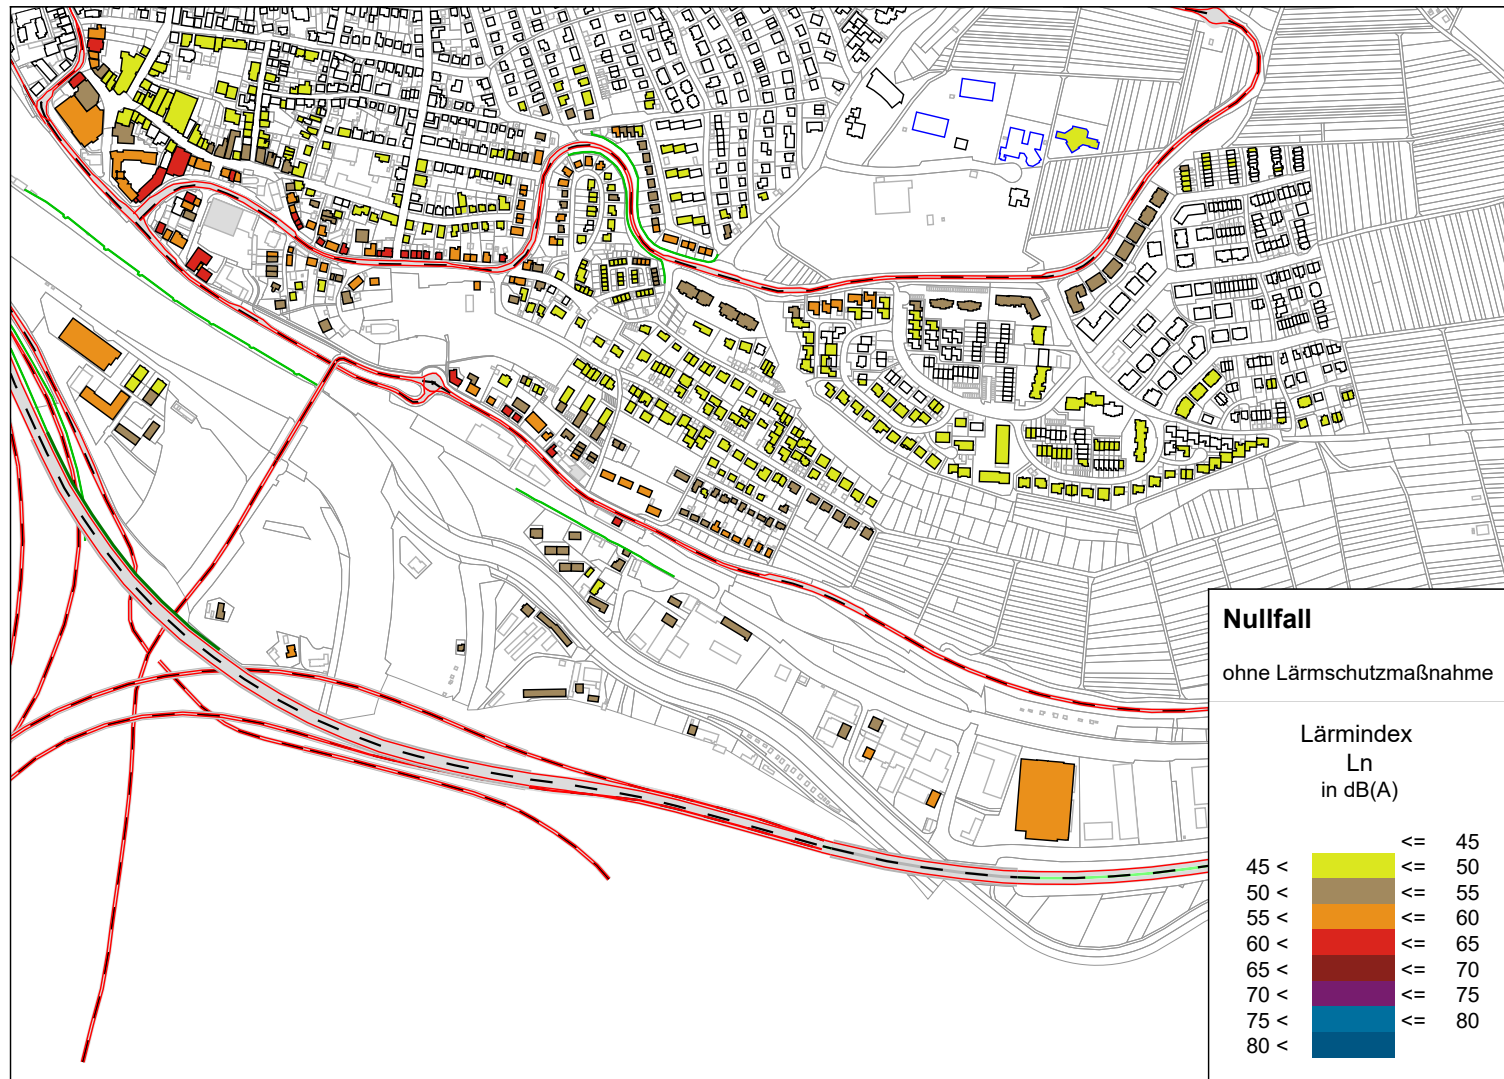 Nullfall
ohne Lärmschutzmaßnahme
Lärmindex
Ln
in dB(A)
<= 45
45 < <= 50
50 < <= 55
55 < <= 60
60 < <= 65
65 < <= 70
70 < <= 75
75 < <= 80
80 <